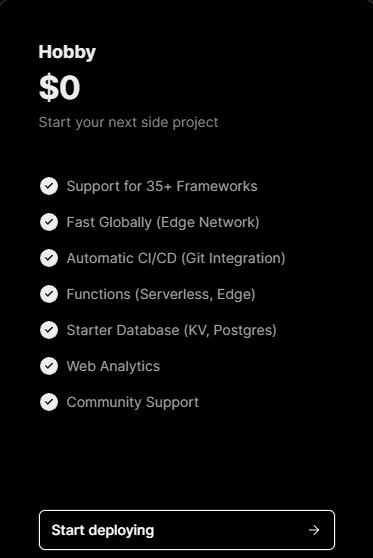 Hobby
$0
Start your next side project
Support for 35+ Frameworks
Fast Globally (Edge Network)
Automatic CI/CD (Git Integration)
Functions (Serverless, Edge)
Starter Database (KV, Postgres)
Web Analytics
Community Support
Start deploying